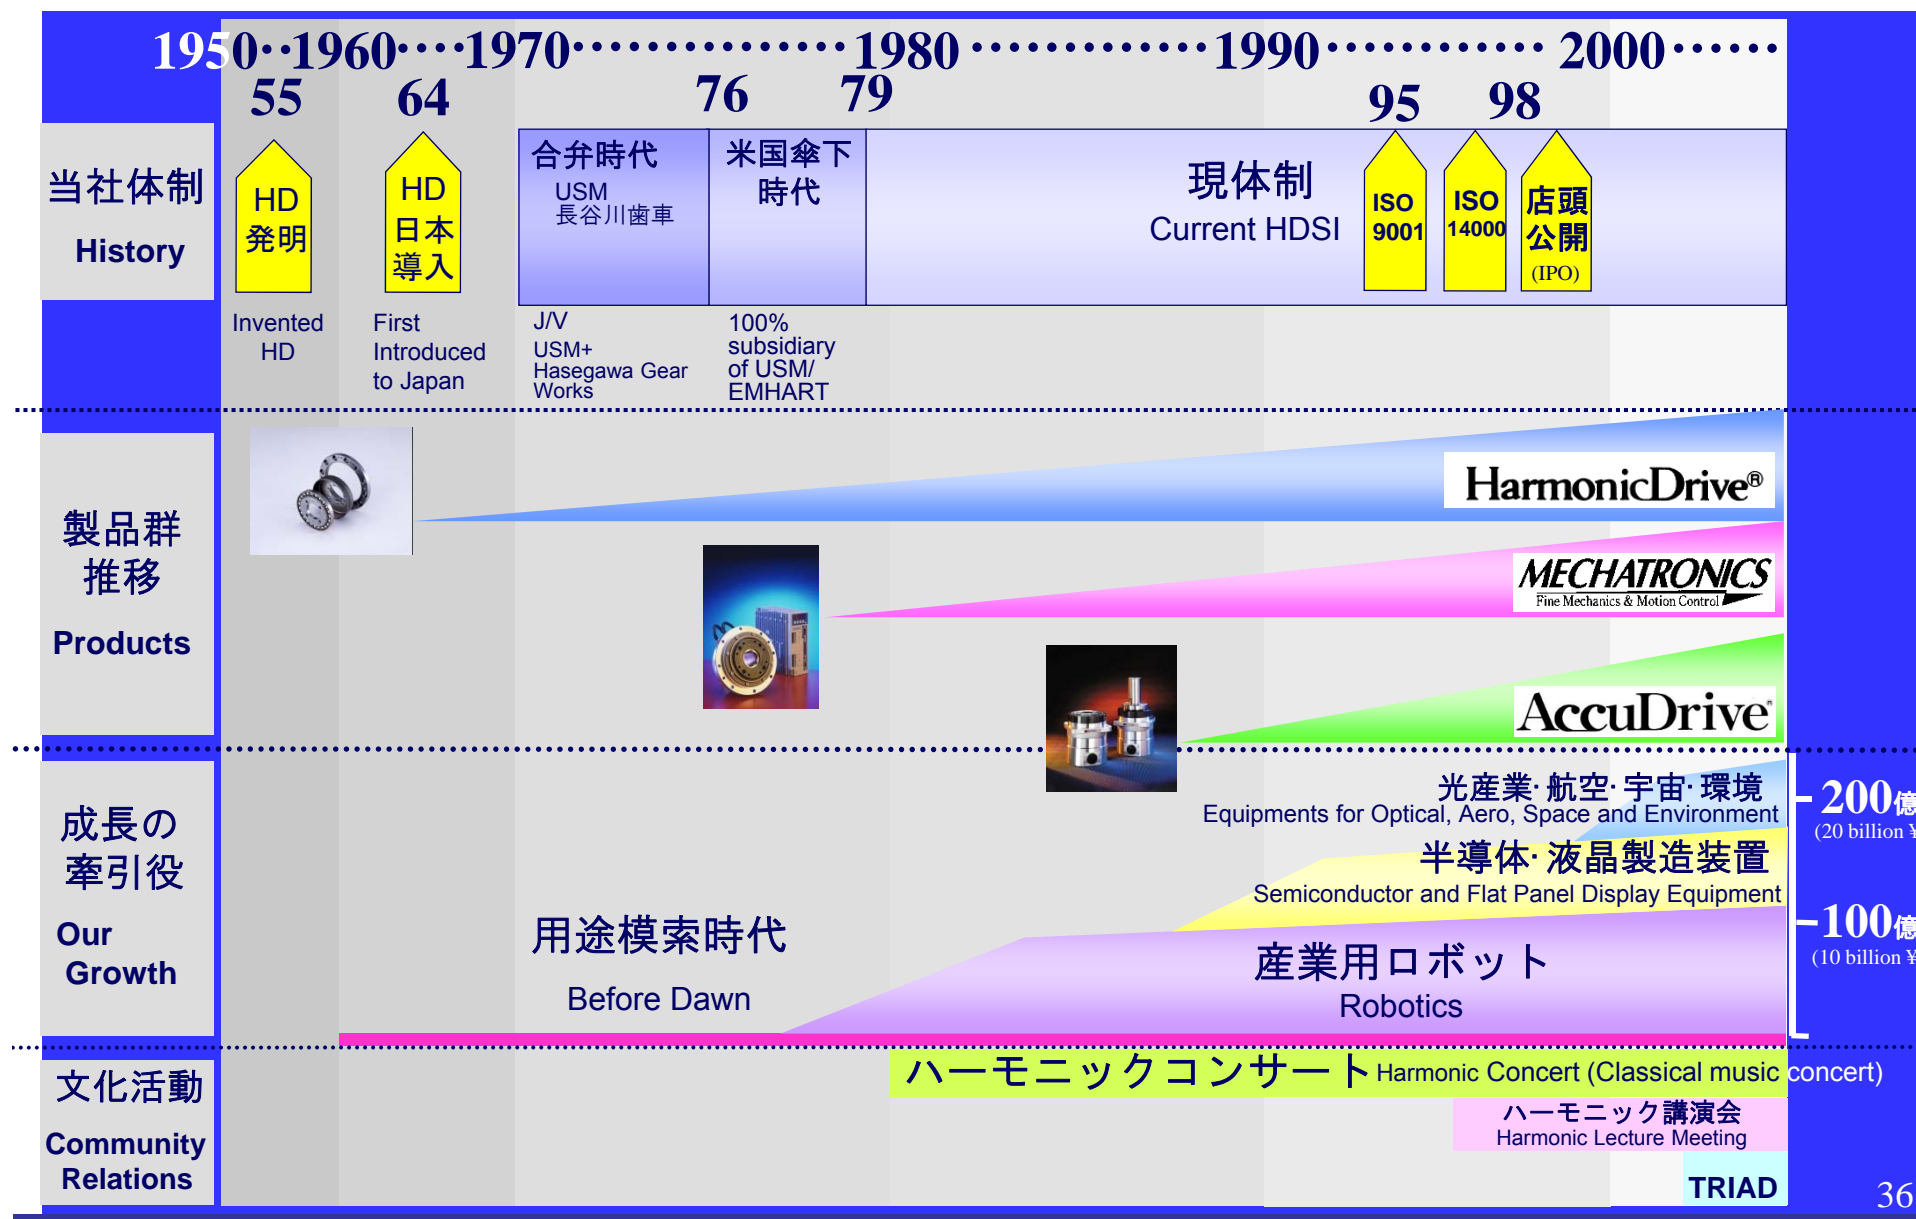 1950··1960····1970·············1980············1990············2000······
55
64
76
79
95
98
当社体制
History
HD
発明
HD
日本
導入
合弁時代
USM
長谷川歯車
米国傘下
時代
現体制
Current HDSI
ISO
9001
ISO
14000
店頭
公開
(IPO)
Invented
HD
First
Introduced
to Japan
J/V
USM+
Hasegawa Gear
Works
100%
subsidiary
of USM/
EMHART
製品群
推移
Products
HarmonicDrive®
MECHATRONICS
Fine Mechanics & Motion Control
AccuDrive®
成長の
牽引役
Our
Growth
用途模索時代
Before Dawn
光産業·航空·宇宙·環境
Equipments for Optical, Aero, Space and Environment
半導体·液晶製造装置
Semiconductor and Flat Panel Display Equipment
産業用ロボット
Robotics
200億
(20 billion ¥
100億
(10 billion ¥
文化活動
Community
Relations
ハーモニックコンサート Harmonic Concert (Classical music concert)
ハーモニック講演会
Harmonic Lecture Meeting
TRIAD
36